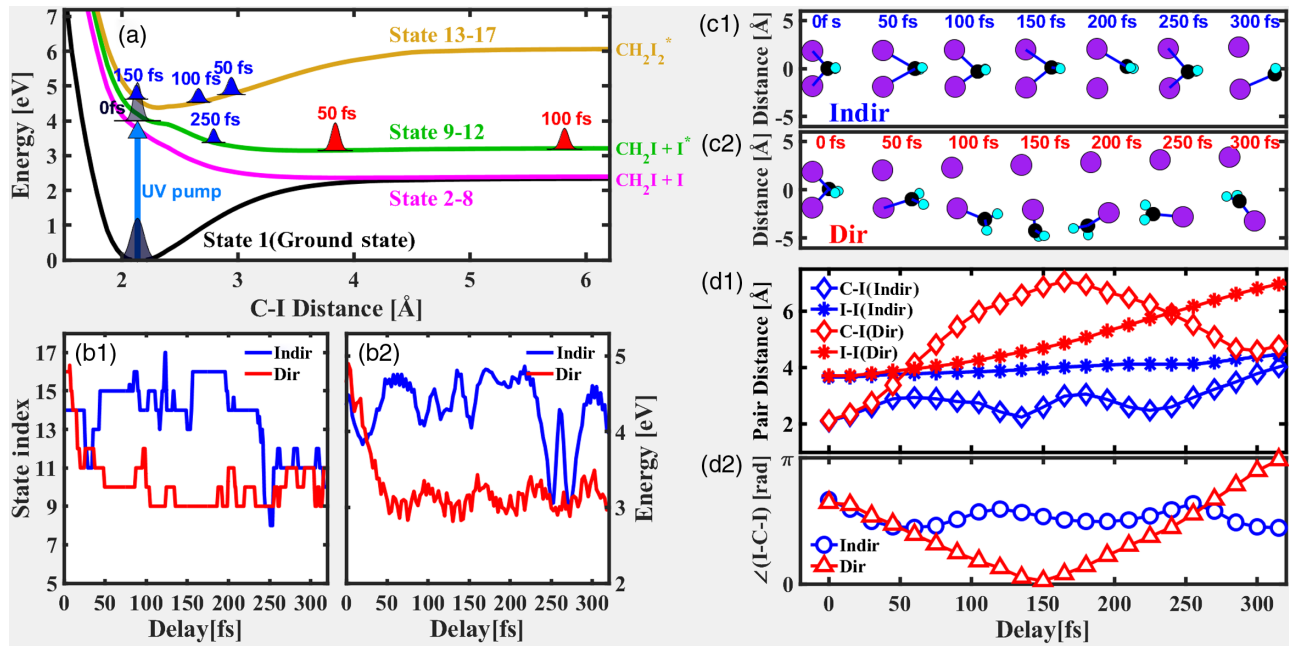 (a)
State 13-17
CH2I2*
150 fs
100 fs
50 fs
0fs
250 fs
50 fs
100 fs
State 9-12
CH2I + I*
CH2I + I
UV pump
State 2-8
State 1(Ground state)
Energy [eV]
7
6
5
4
3
2
1
0
2
3
4
5
6
C-I Distance [Å]
(b1)
Indir
Dir
State index
17
15
13
11
9
7
5
0
50
100
150
200
250
300
Delay[fs]
(b2)
Indir
Dir
5
4
3
2
Energy [eV]
0
50
100
150
200
250
300
Delay[fs]
(c1)
Distance [Å]
5
0
-5
0fs
50 fs
100 fs
150 fs
200 fs
250 fs
300 fs
Indir
(c2)
Distance [Å]
5
0
-5
0 fs
50 fs
100 fs
150 fs
200 fs
250 fs
300 fs
Dir
(d1)
Pair Distance [Å]
6
4
2
C-I(Indir)
I-I(Indir)
C-I(Dir)
I-I(Dir)
(d2)
∠(I-C-I) [rad]
π
0
Indir
Dir
0
50
100
150
200
250
300
Delay[fs]